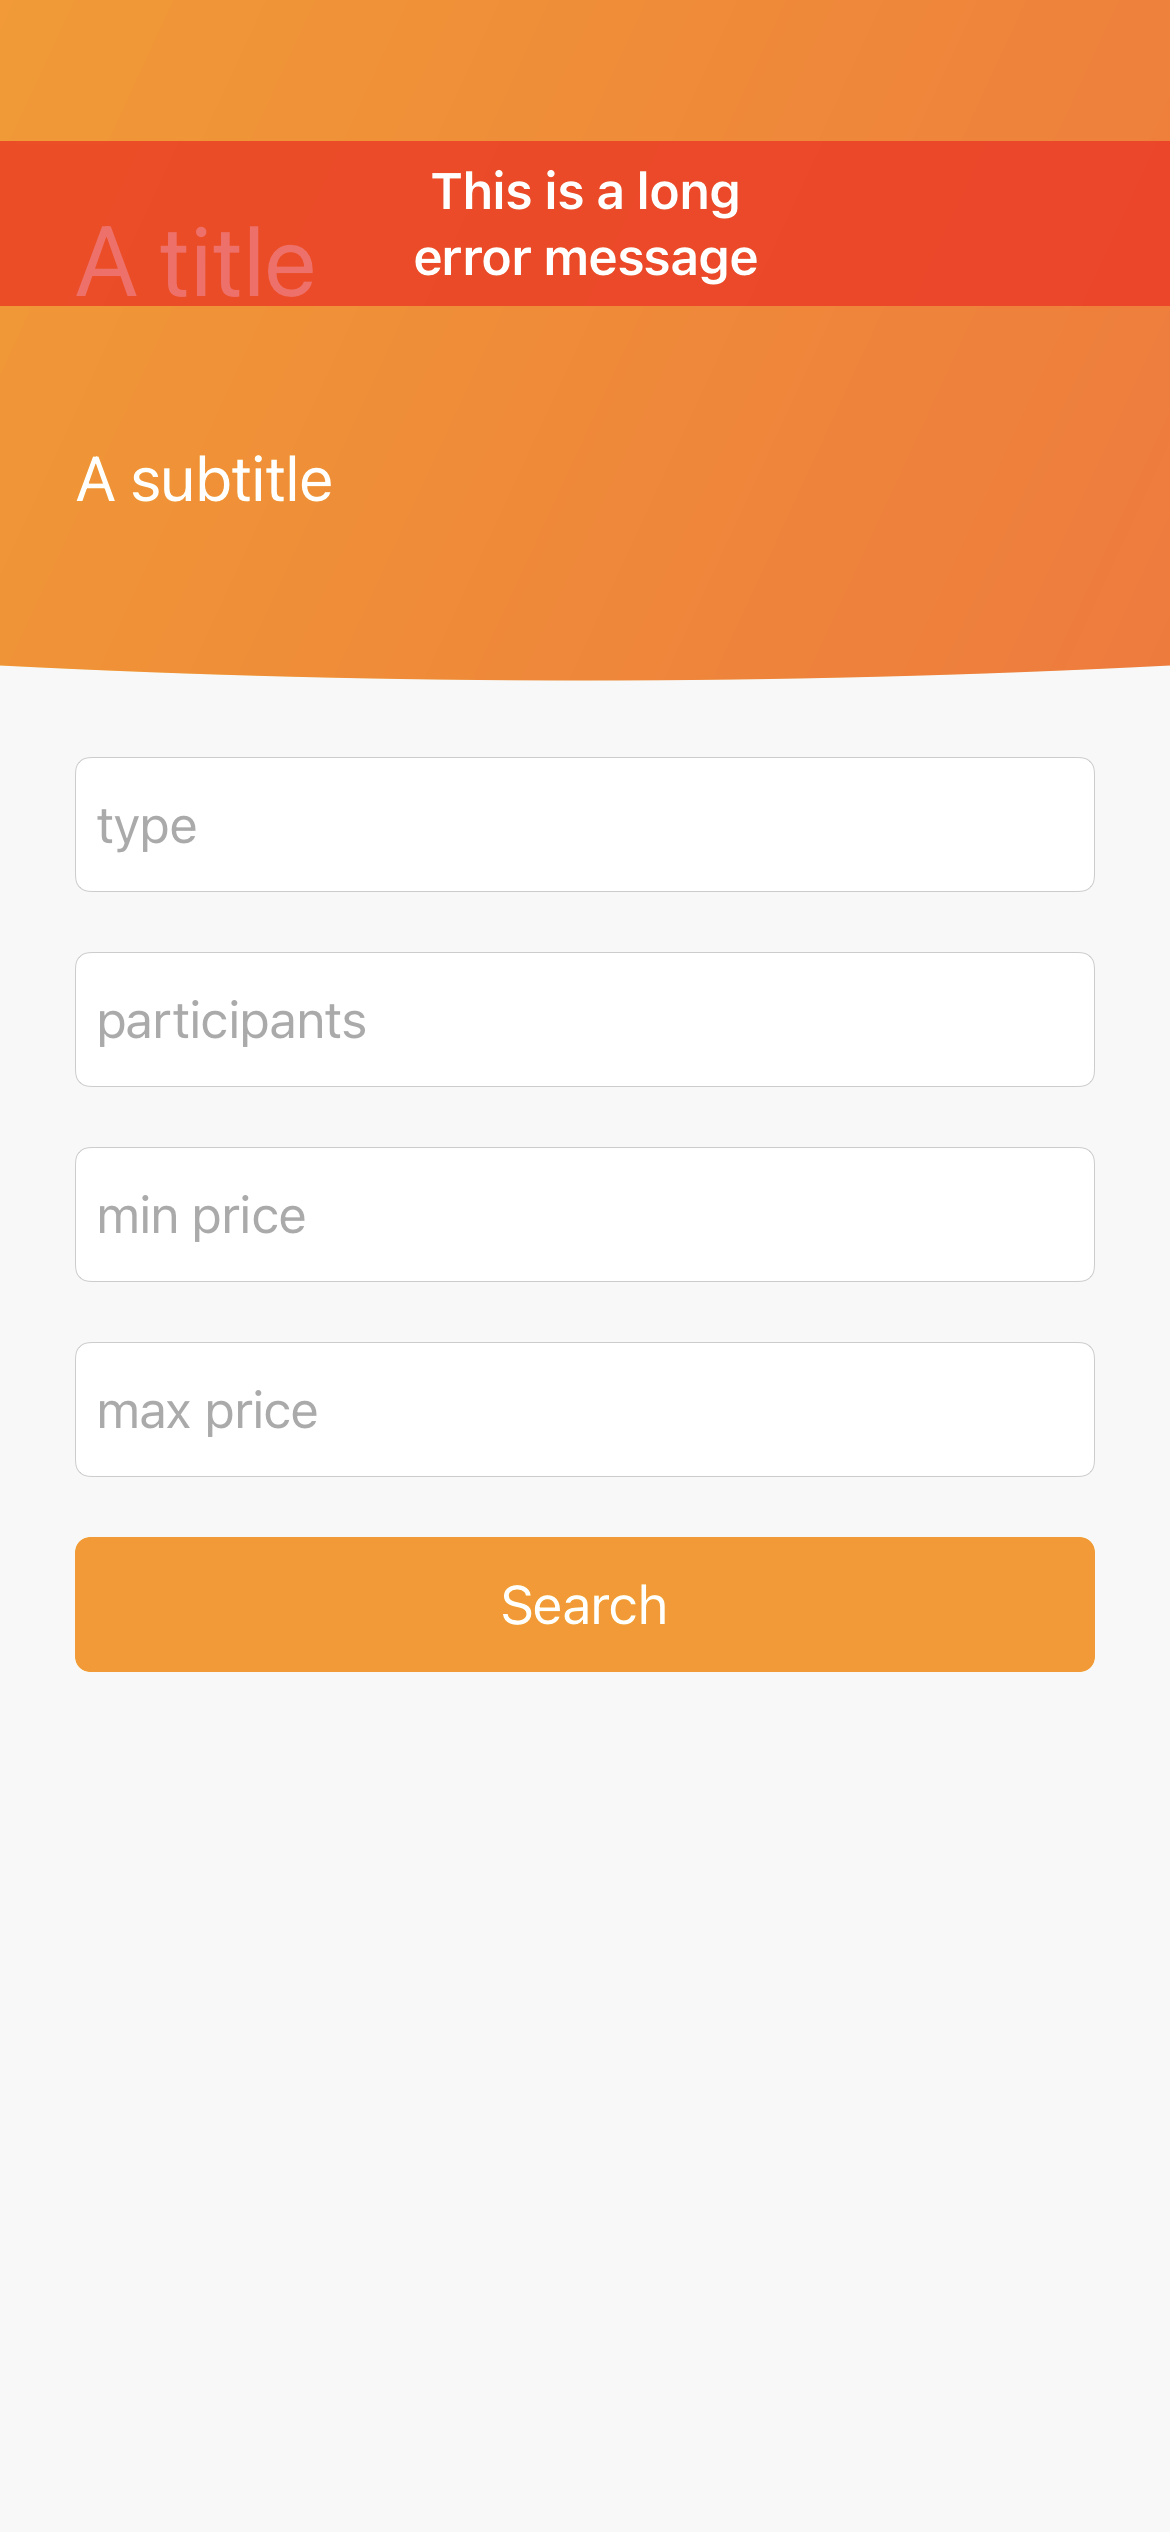 This is a long
error message
A title
A subtitle
type
participants
min price
max price
Search